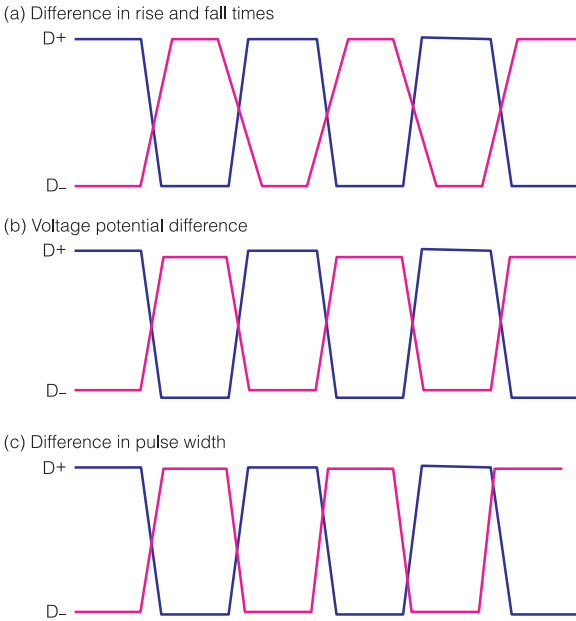 (a) Difference in rise and fall times
D+
D–
(b) Voltage potential difference
D+
D–
(c) Difference in pulse width
D+
D–